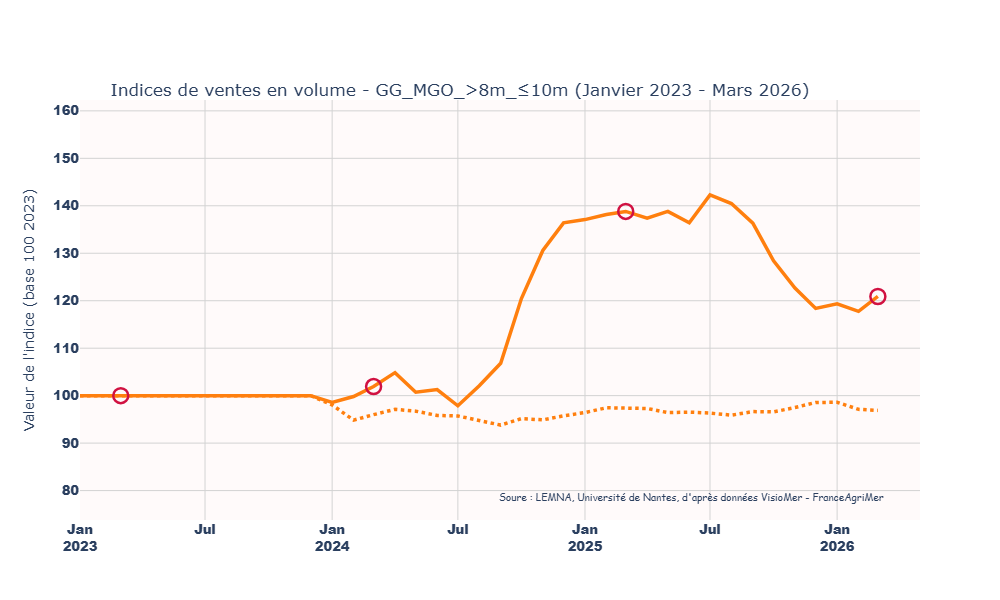 Indices de ventes en volume - GG_MGO_>8m_≤10m (Janvier 2023 - Mars 2026)
Valeur de l'indice (base 100 2023)
160
150
140
130
120
110
100
90
80
Soure : LEMNA, Université de Nantes, d'après données VisioMer - FranceAgriMer
Jan
2023
Jul
Jan
2024
Jul
Jan
2025
Jul
Jan
2026